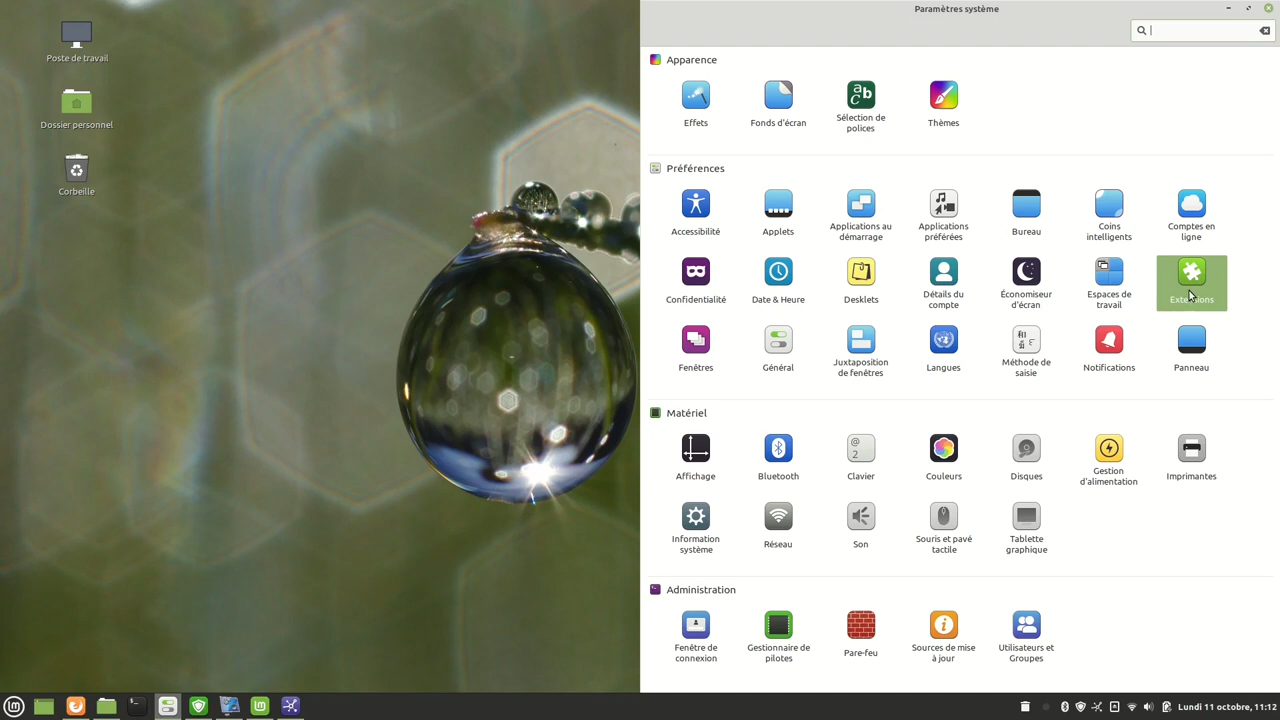 Paramètres système
Poste de travail
Dossier personnel
Corbeille
Apparence
Effets
Fonds d'écran
Sélection de
polices
Thèmes
Préférences
Accessibilité
Applets
Applications au
démarrage
Applications
préférées
Bureau
Coins
intelligents
Comptes en
ligne
Confidentialité
Date & Heure
Desklets
Détails du
compte
Économiseur
d'écran
Espaces de
travail
Extensions
Fenêtres
Général
Juxtaposition
de fenêtres
Langues
Méthode de
saisie
Notifications
Panneau
Matériel
Affichage
Bluetooth
Clavier
Couleurs
Disques
Gestion
d'alimentation
Imprimantes
Information
système
Réseau
Son
Souris et pavé
tactile
Tablette
graphique
Administration
Fenêtre de
connexion
Gestionnaire de
pilotes
Pare-feu
Sources de mise
à jour
Utilisateurs et
Groupes
Lundi 11 octobre, 11:12